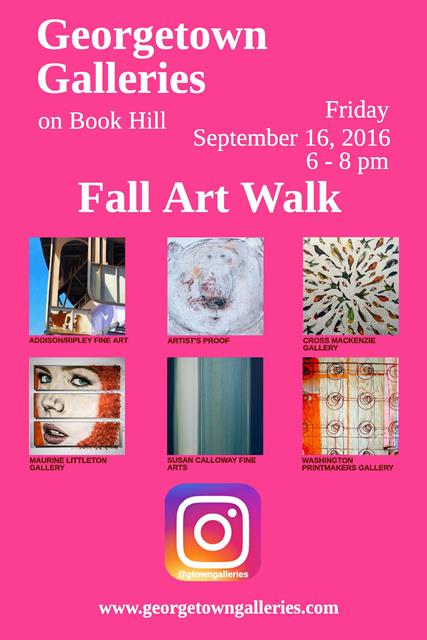 Georgetown
Galleries
on Book Hill
Friday
September 16, 2016
6 - 8 pm
Fall Art Walk
ADDISON/RIPLEY FINE ART
ARTIST'S PROOF
CROSS MACKENZIE
GALLERY
MAURINE LITTLETON
GALLERY
SUSAN CALLOWAY FINE
ARTS
WASHINGTON
PRINTMAKERS GALLERY
@gtowngalleries
www.georgetowngalleries.com